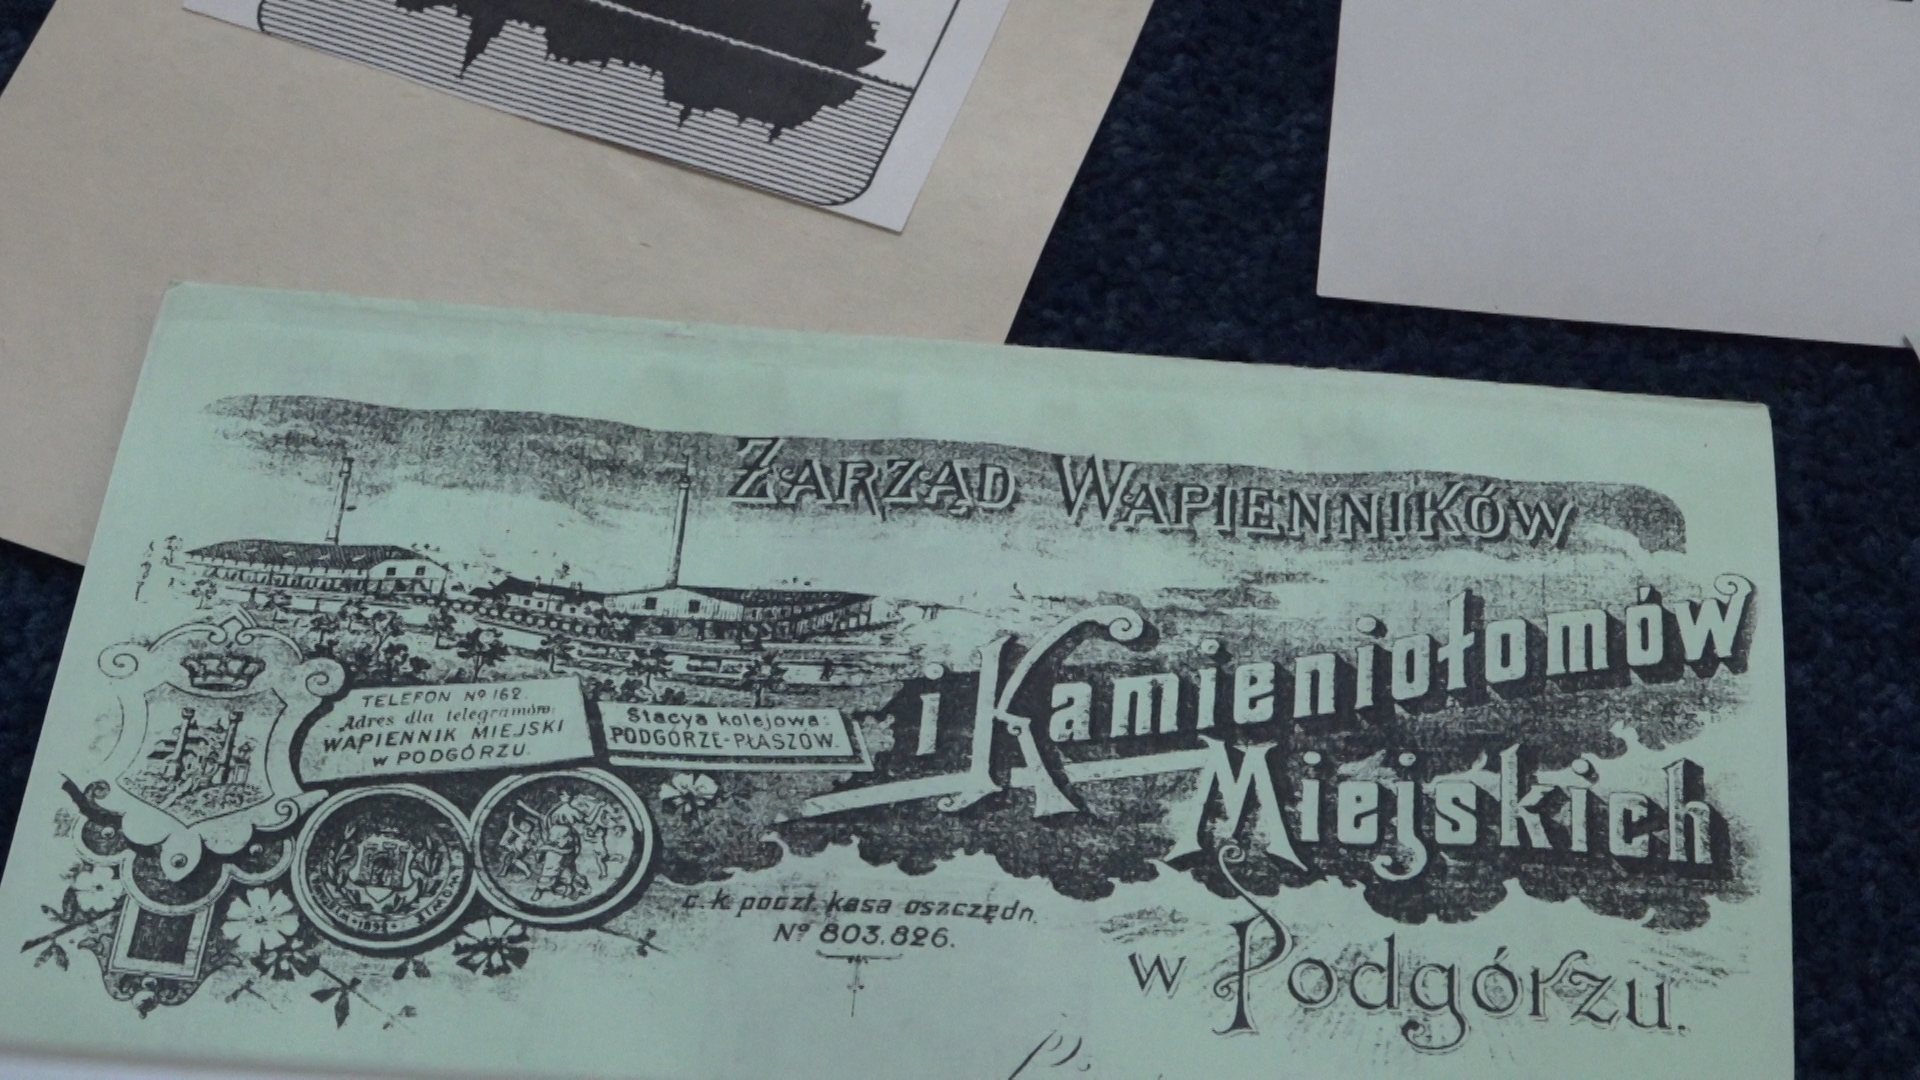 ZARZĄD WAPIENNIKÓW
i Kamieniołomów
Miejskich
w Podgórzu.
TELEFON Nº 162.
Adres dla telegramów:
WAPIENNIK MIEJSKI
w PODGÓRZU.
Stacya kolejowa:
PODGÓRZE-PŁASZÓW.
c. k. poczt. kasa oszczędn.
Nº 803.826.